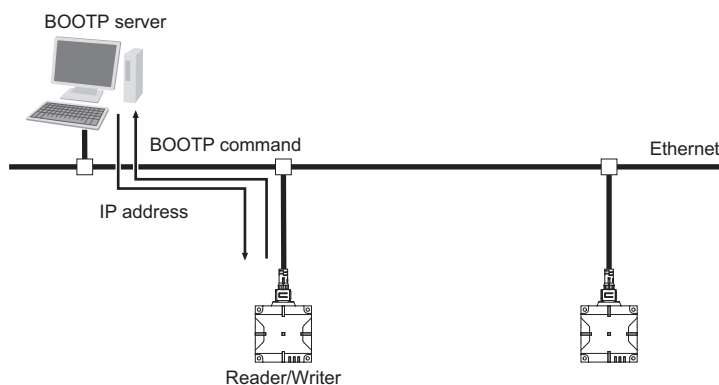 BOOTP server
BOOTP command
Ethernet
IP address
Reader/Writer